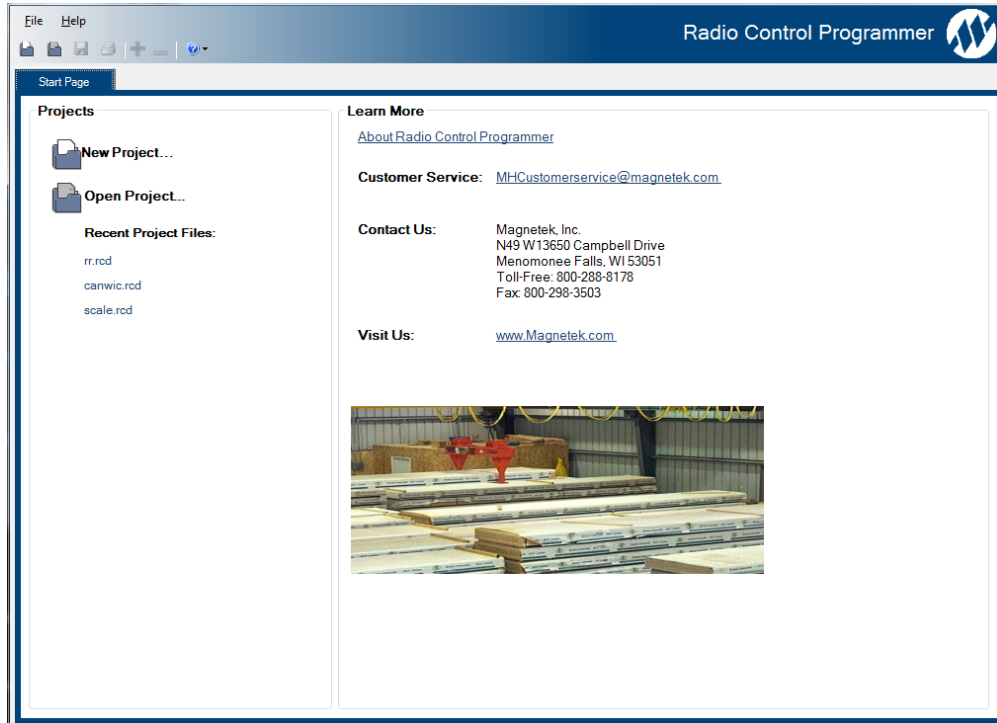 File Help
Radio Control Programmer
Start Page
Projects
New Project...
Open Project...
Recent Project Files:
rr.rcd
canwic.rcd
scale.rcd
Learn More
About Radio Control Programmer
Customer Service: MHCustomerservice@magnetek.com
Contact Us: Magnetek, Inc.
N49 W13650 Campbell Drive
Menomonee Falls, WI 53051
Toll-Free: 800-288-8178
Fax: 800-298-3503
Visit Us: www.Magnetek.com